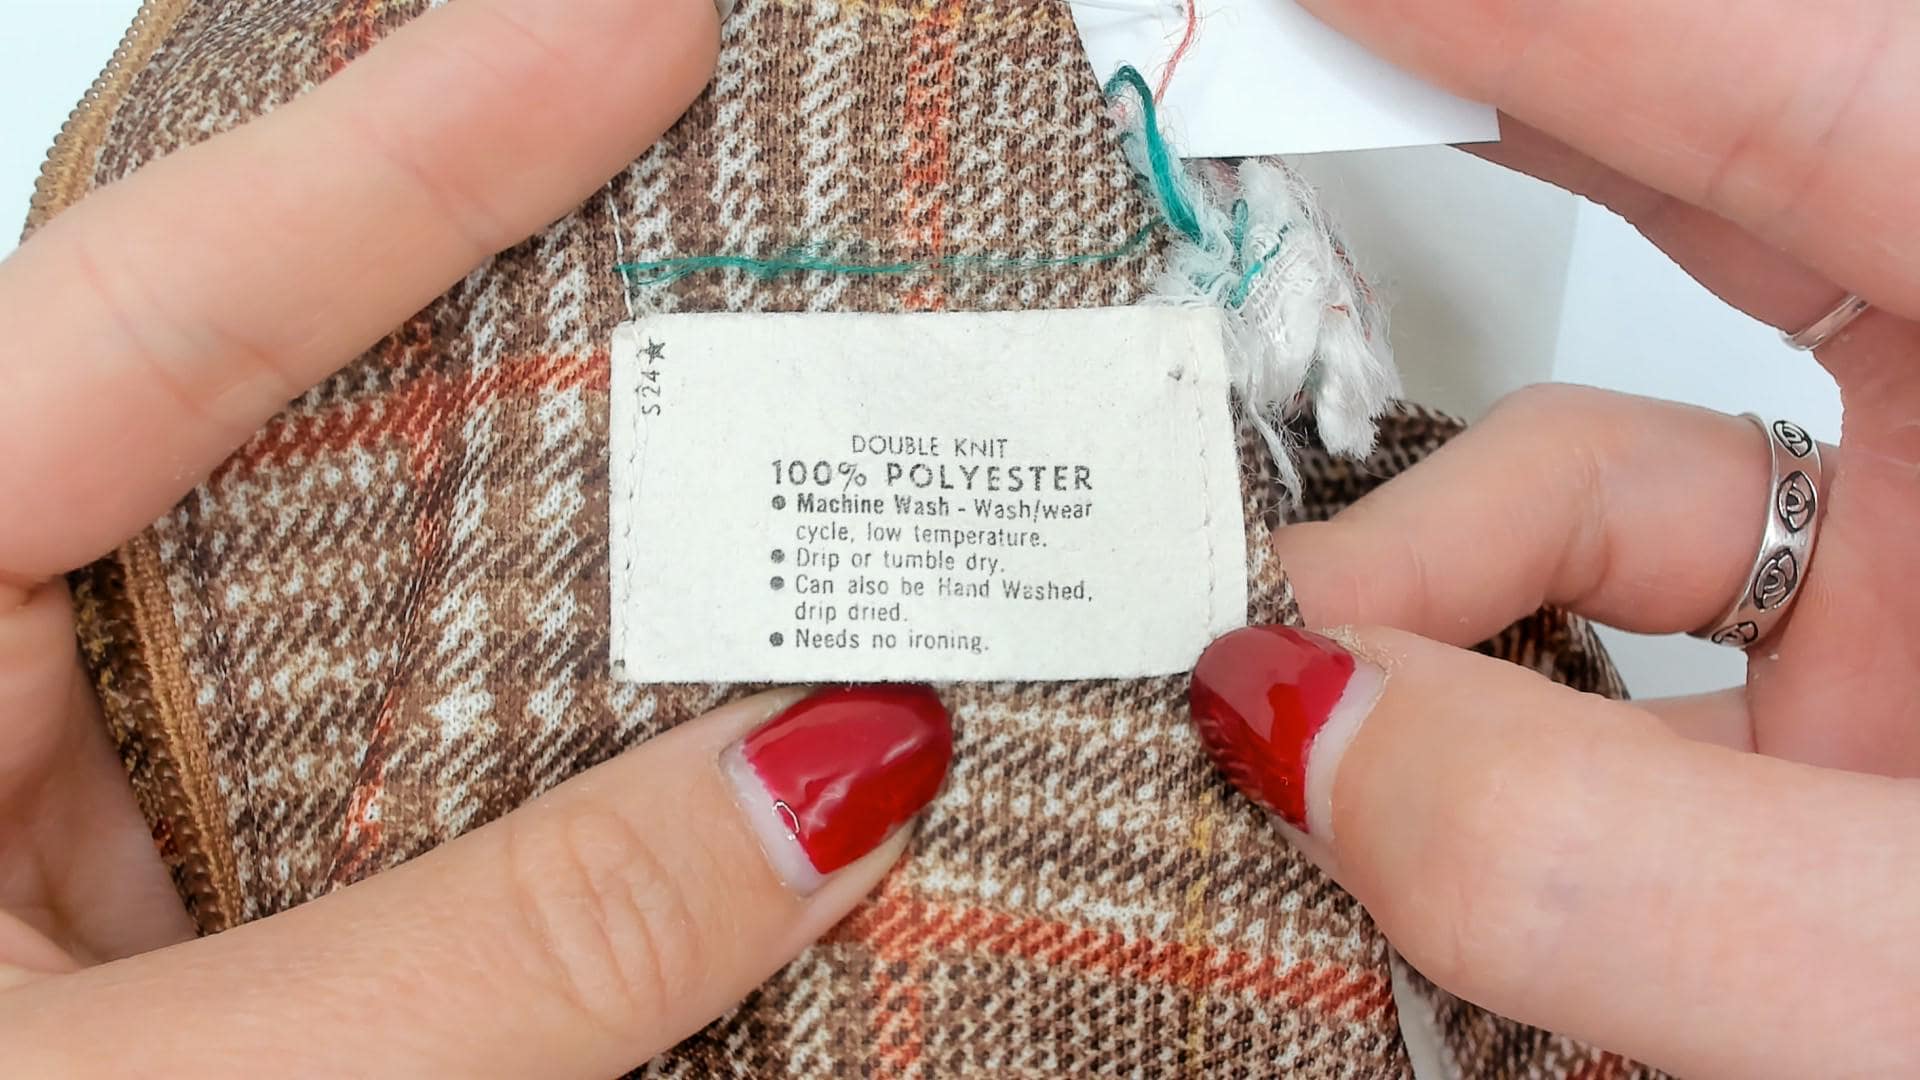 S24★
DOUBLE KNIT
100% POLYESTER
● Machine Wash - Wash/wear
cycle, low temperature.
● Drip or tumble dry.
● Can also be Hand Washed,
drip dried.
● Needs no ironing.